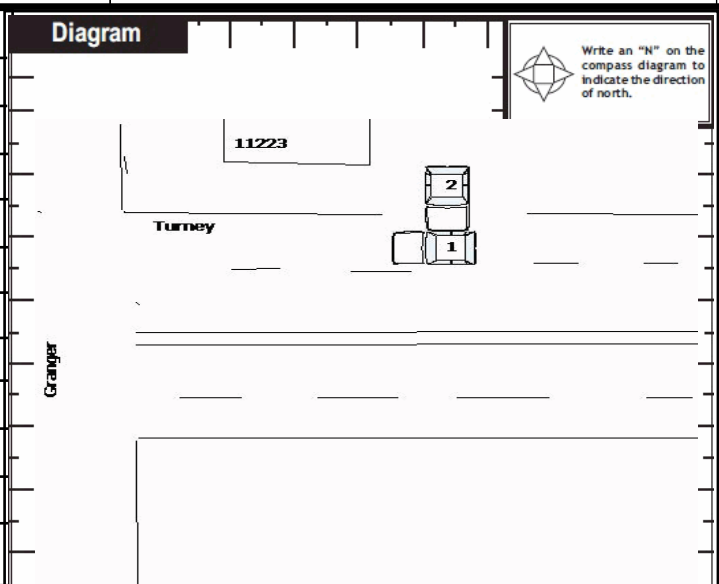 Diagram
Write an “N” on the
compass diagram to
indicate the direction
of north.
11223
2
Turney
1
Granger